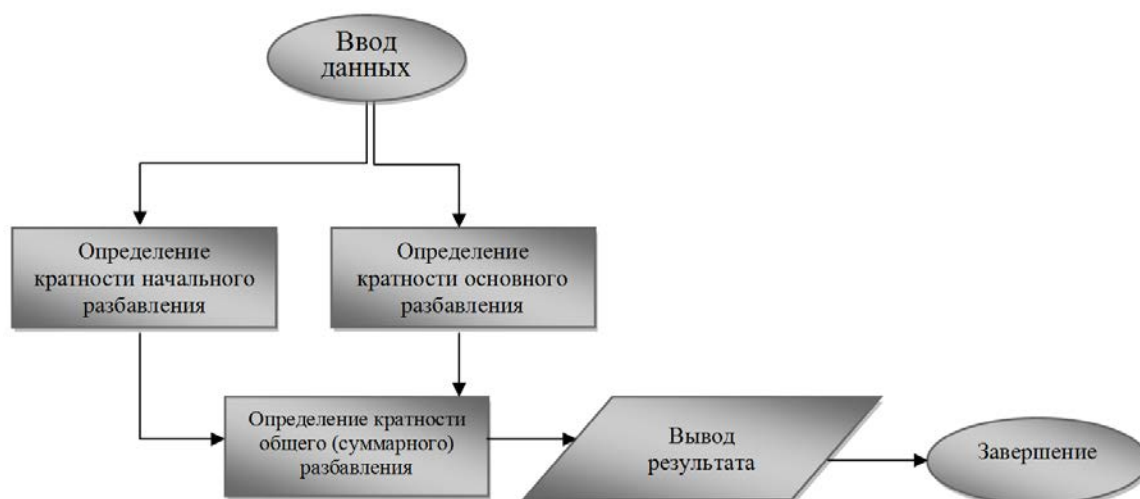 Ввод
данных
Определение
кратности начального
разбавления
Определение
кратности основного
разбавления
Определение кратности
общего (суммарного)
разбавления
Вывод
результата
Завершение